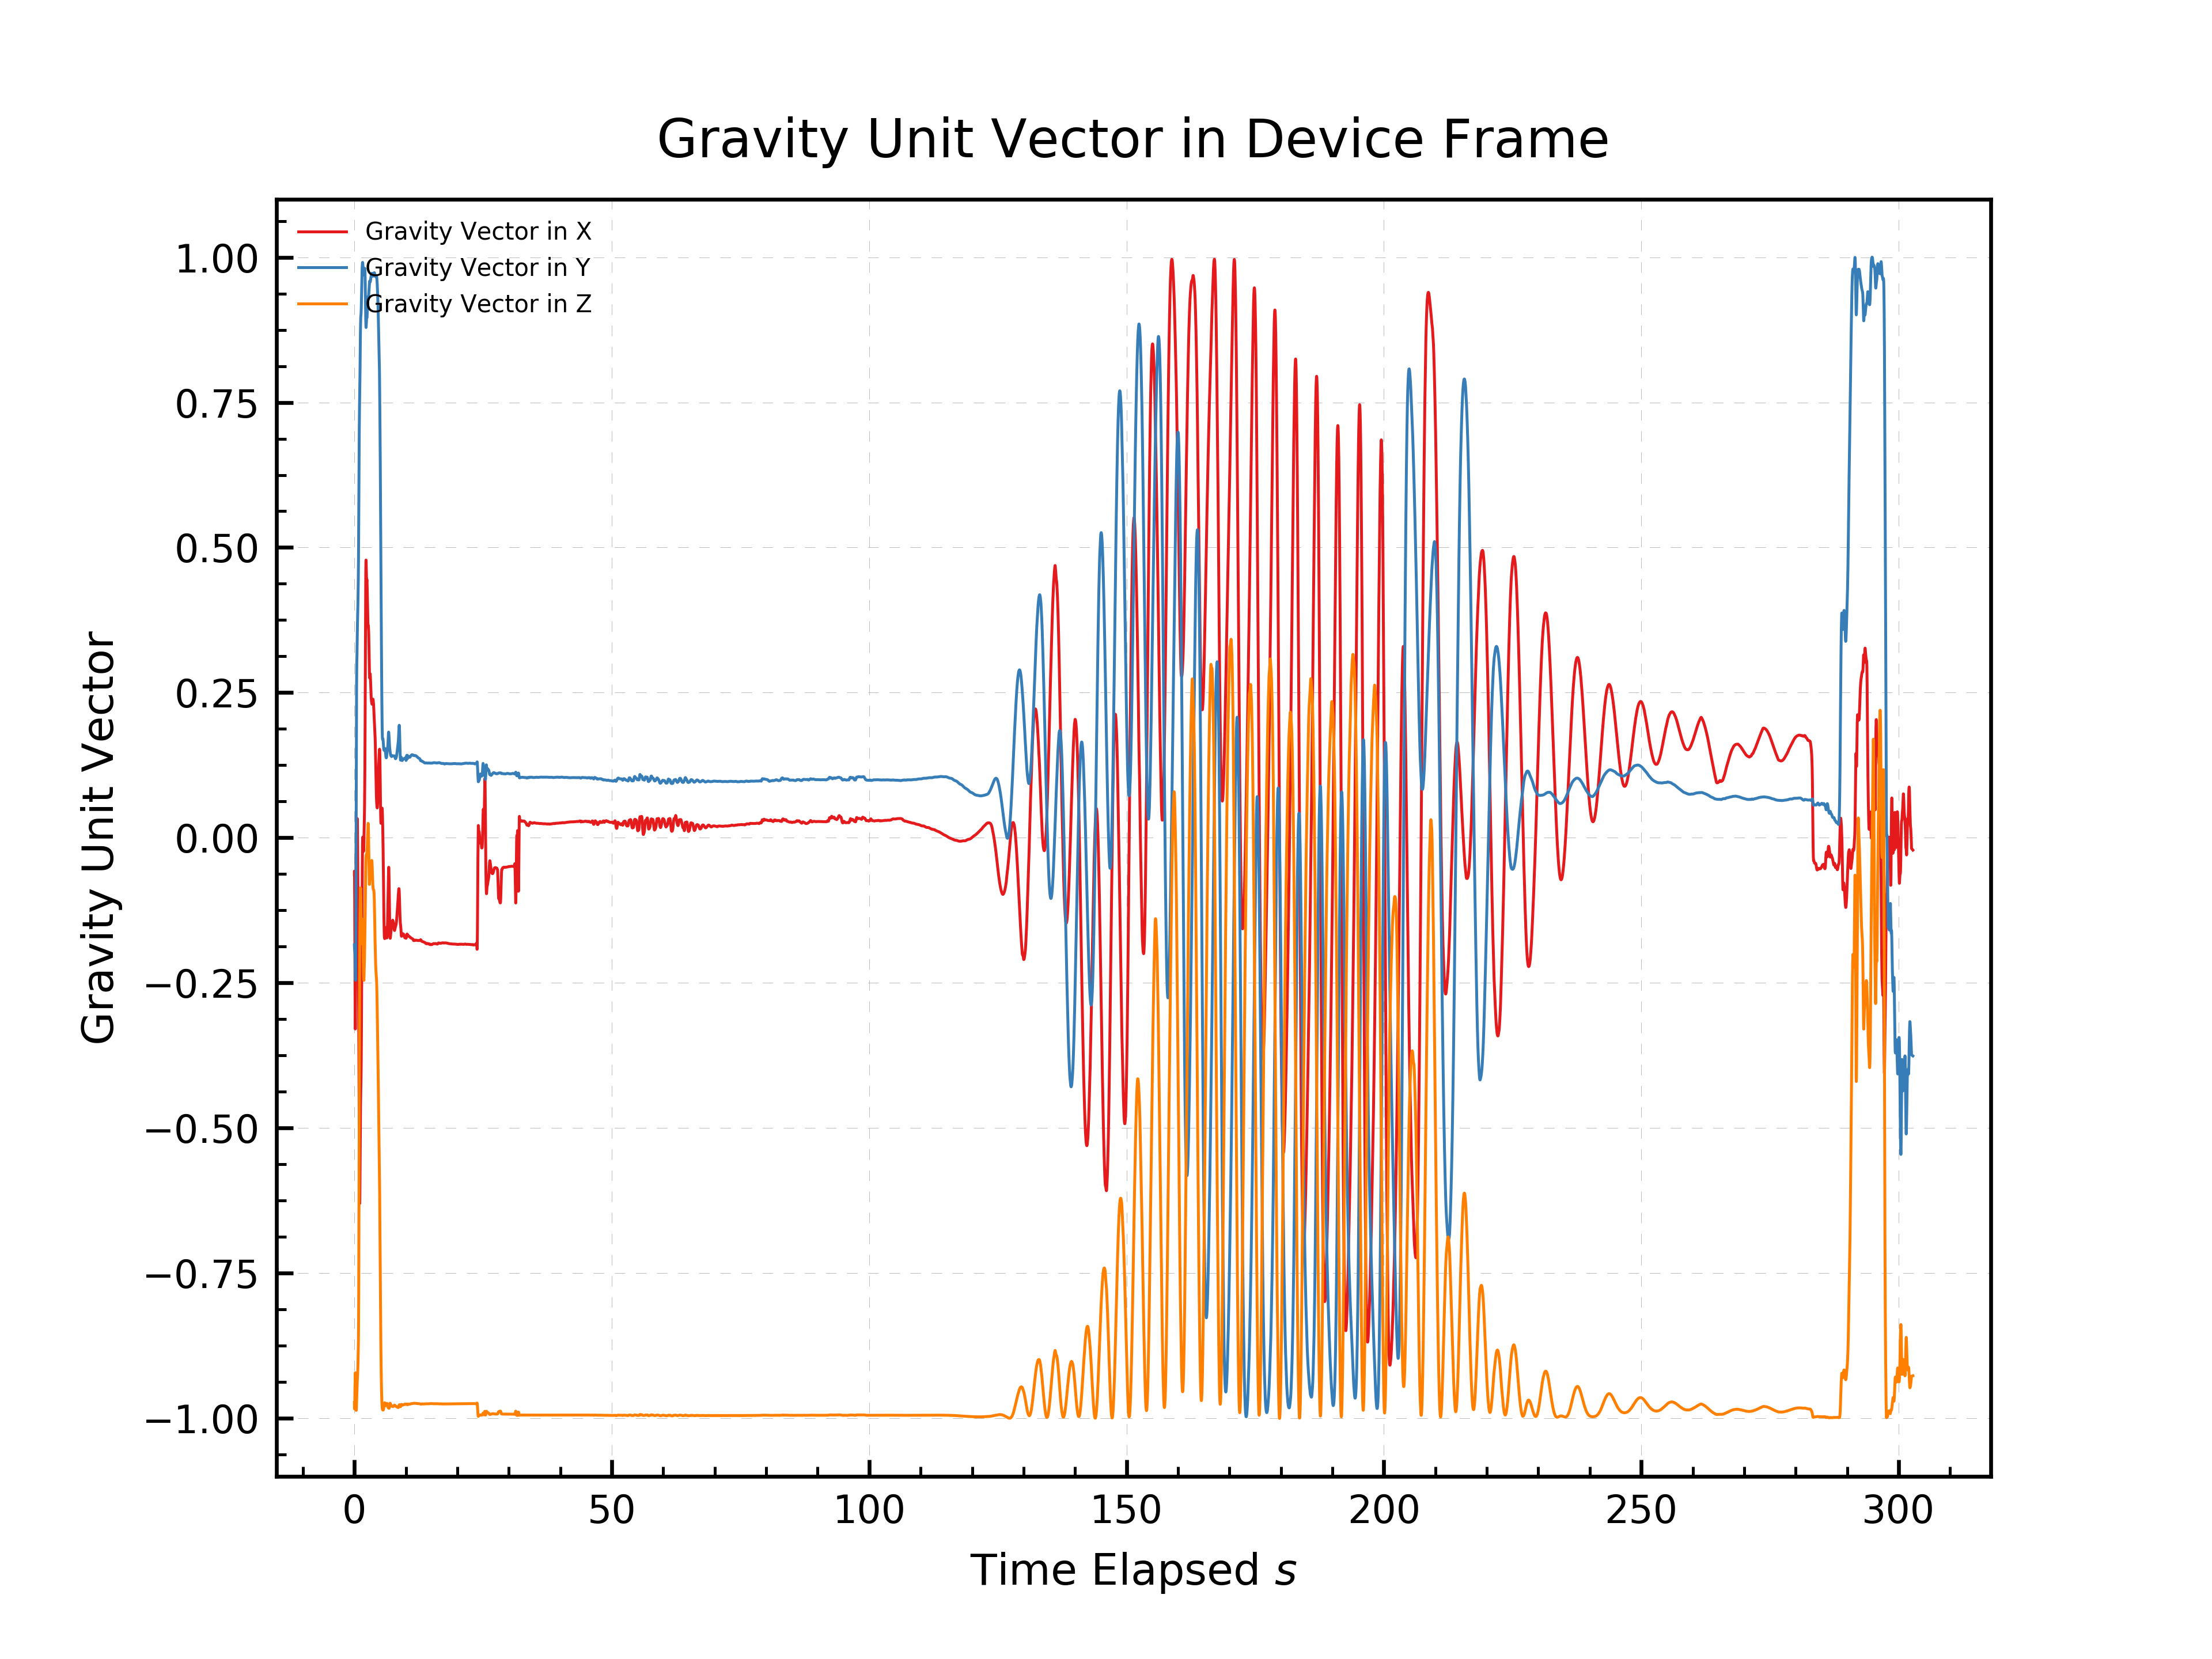 Gravity Unit Vector in Device Frame
Gravity Vector in X
Gravity Vector in Y
Gravity Vector in Z
Gravity Unit Vector
1.00
0.75
0.50
0.25
0.00
−0.25
−0.50
−0.75
−1.00
0 50 100 150 200 250 300
Time Elapsed s